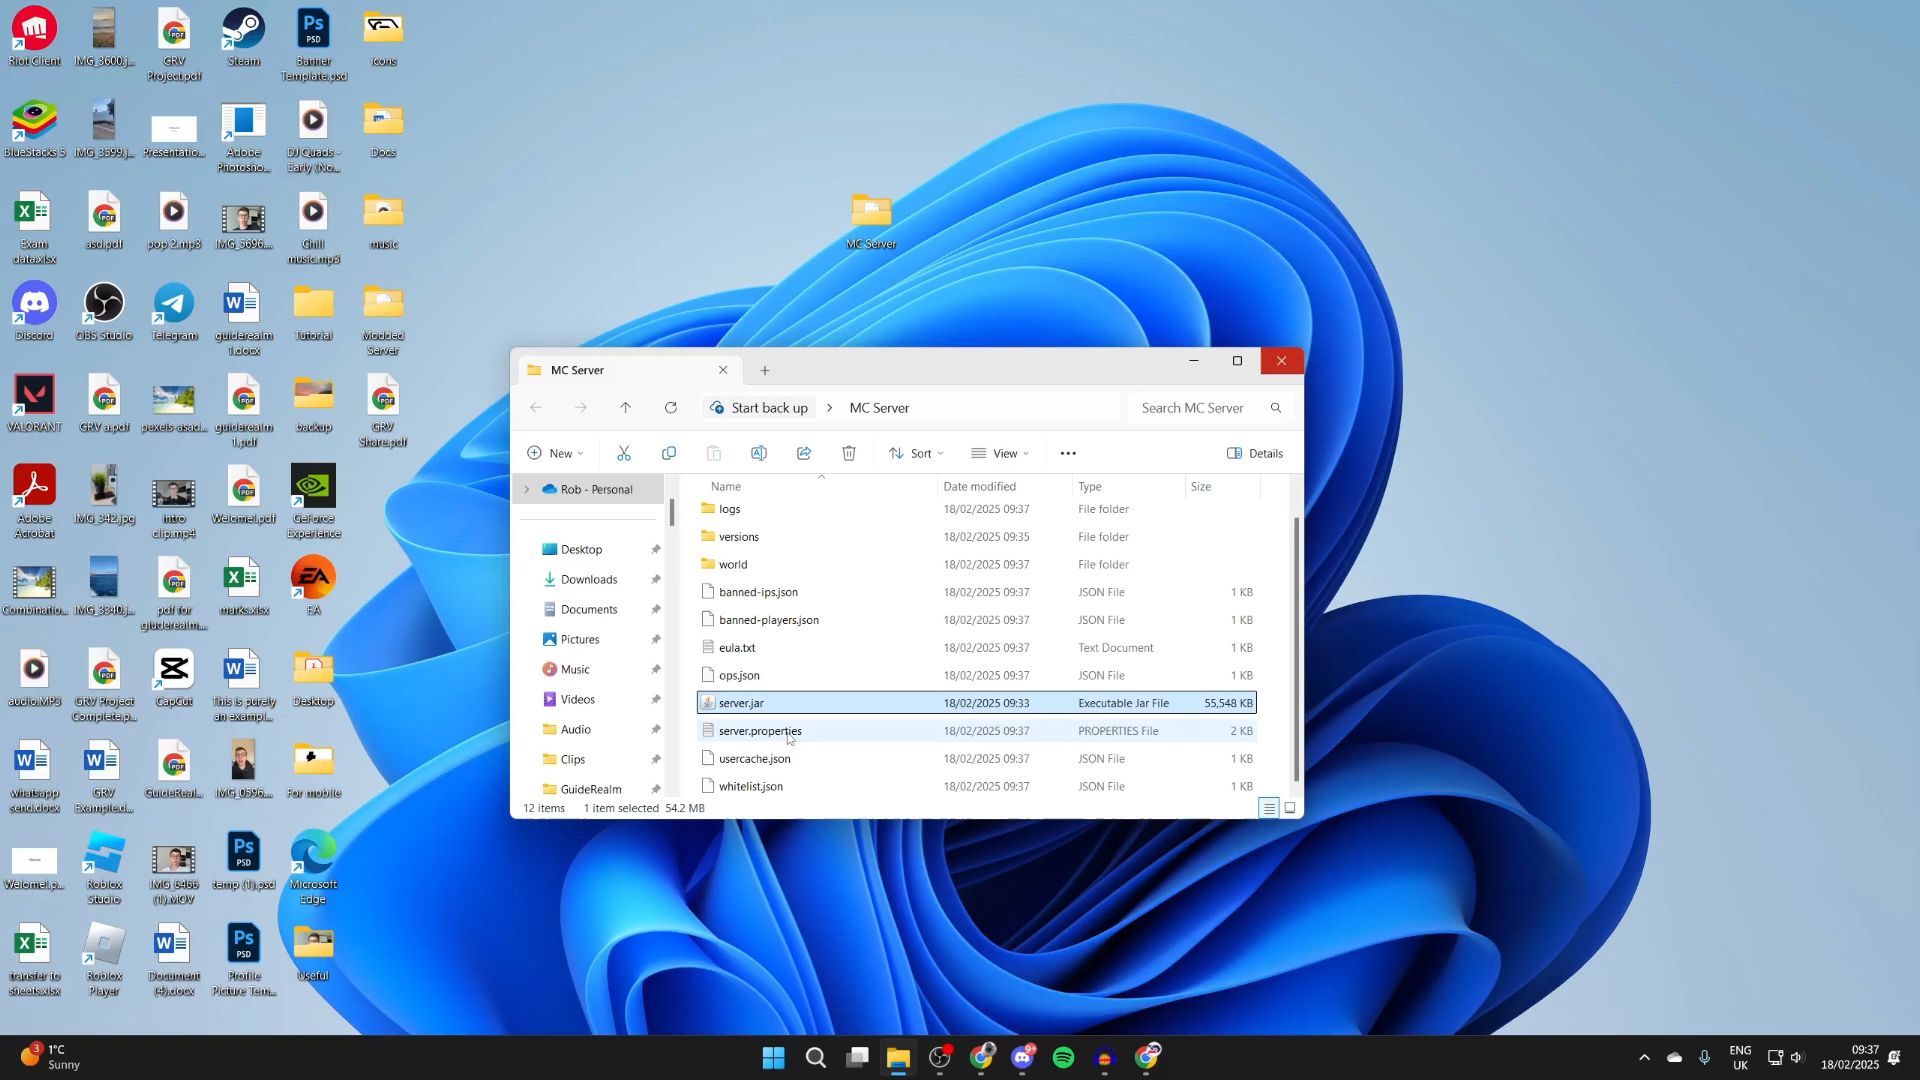 Riot Client
IMG_3600.j...
GRV
Project.pdf
Steam
Banner
Template.psd
icons
BlueStacks 5
IMG_3599.j...
Presentatio...
Adobe
Photosho...
DJ Quads -
Early (No...
Docs
Exam
data.xlsx
asd.pdf
pop 2.mp3
IMG_3696....
Chill
music.mp3
music
MC Server
Discord
OBS Studio
Telegram
guiderealm
1.docx
Tutorial
Modded
Server
VALORANT
GRV a.pdf
pexels-asad...
guiderealm
1.pdf
backup
GRV
Share.pdf
Adobe
Acrobat
IMG_342.jpg
intro
clip.mp4
Welome!.pdf
GeForce
Experience
Combinatio...
IMG_3340.j...
pdf for
giuderealm...
marks.xlsx
EA
audio.MP3
GRV Project
Complete.p...
CapCut
This is purely
an exampl...
Desktop
whatsapp
send.docx
GRV
Example.d...
GuideReal...
IMG_0596....
For mobile
Welome!.p...
Roblox
Studio
IMG_6466
(1).MOV
temp (1).psd
Microsoft
Edge
transfer to
sheets.xlsx
Roblox
Player
Document
(4).docx
Profile
Picture Tem...
Useful
MC Server
Start back up > MC Server
Search MC Server
New
Sort
View
Details
Rob - Personal
Desktop
Downloads
Documents
Pictures
Music
Videos
Audio
Clips
GuideRealm
Name Date modified Type Size
logs 18/02/2025 09:37 File folder
versions 18/02/2025 09:35 File folder
world 18/02/2025 09:37 File folder
banned-ips.json 18/02/2025 09:37 JSON File 1 KB
banned-players.json 18/02/2025 09:37 JSON File 1 KB
eula.txt 18/02/2025 09:37 Text Document 1 KB
ops.json 18/02/2025 09:37 JSON File 1 KB
server.jar 18/02/2025 09:33 Executable Jar File 55,548 KB
server.properties 18/02/2025 09:37 PROPERTIES File 2 KB
usercache.json 18/02/2025 09:37 JSON File 1 KB
whitelist.json 18/02/2025 09:37 JSON File 1 KB
12 items 1 item selected 54.2 MB
3
1°C
Sunny
9+
ENG
UK
09:37
18/02/2025